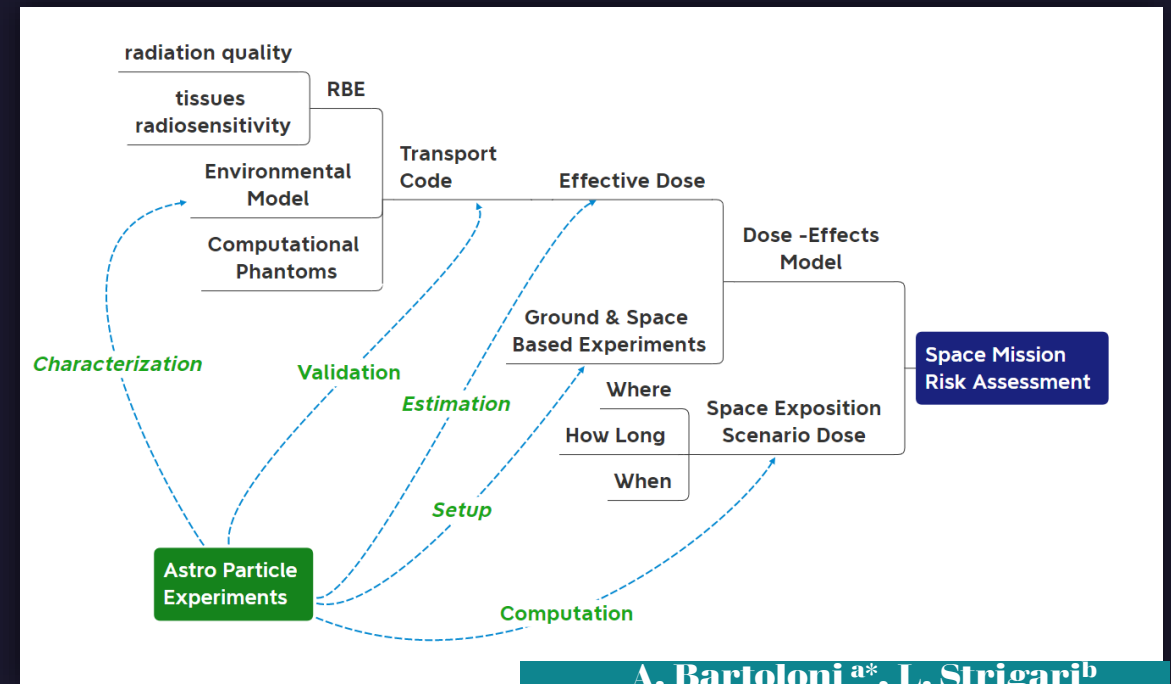 radiation quality
RBE
tissues
radiosensitivity
Environmental
Model
Computational
Phantoms
Transport
Code
Effective Dose
Dose -Effects
Model
Ground & Space
Based Experiments
Where
How Long
When
Space Exposition
Scenario Dose
Space Mission
Risk Assessment
Characterization
Validation
Estimation
Setup
Computation
Astro Particle
Experiments
A. Bartoloni a*, L. Strigari b